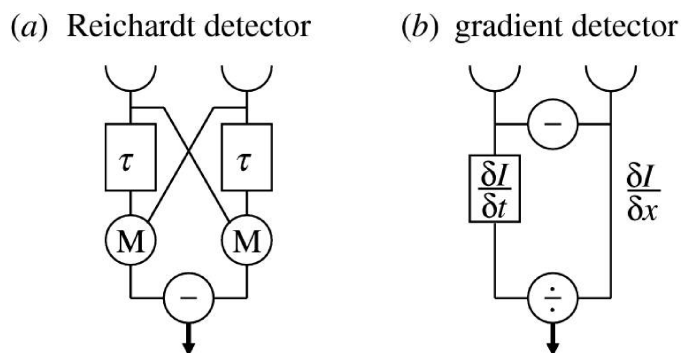 (a) Reichardt detector
τ τ
M M
−
(b) gradient detector
−
δI
δt
δI
δx
÷